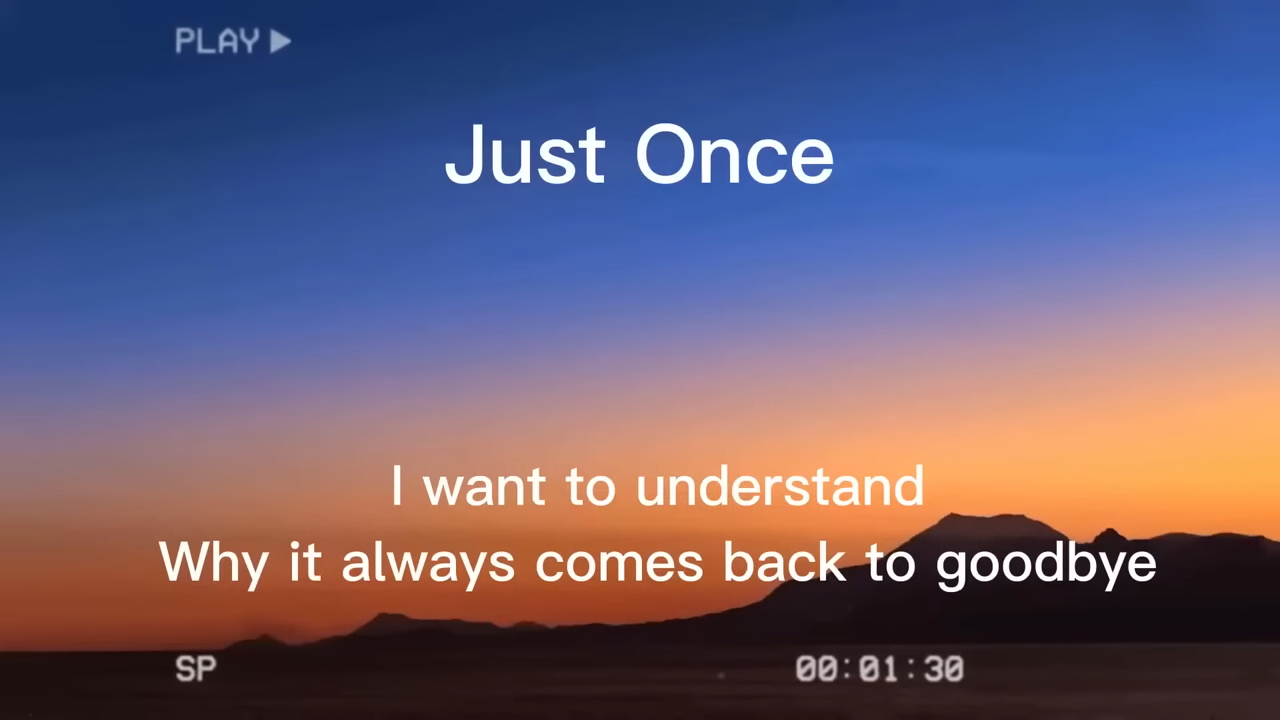 PLAY ▶
Just Once
I want to understand
Why it always comes back to goodbye
SP
00:01:30